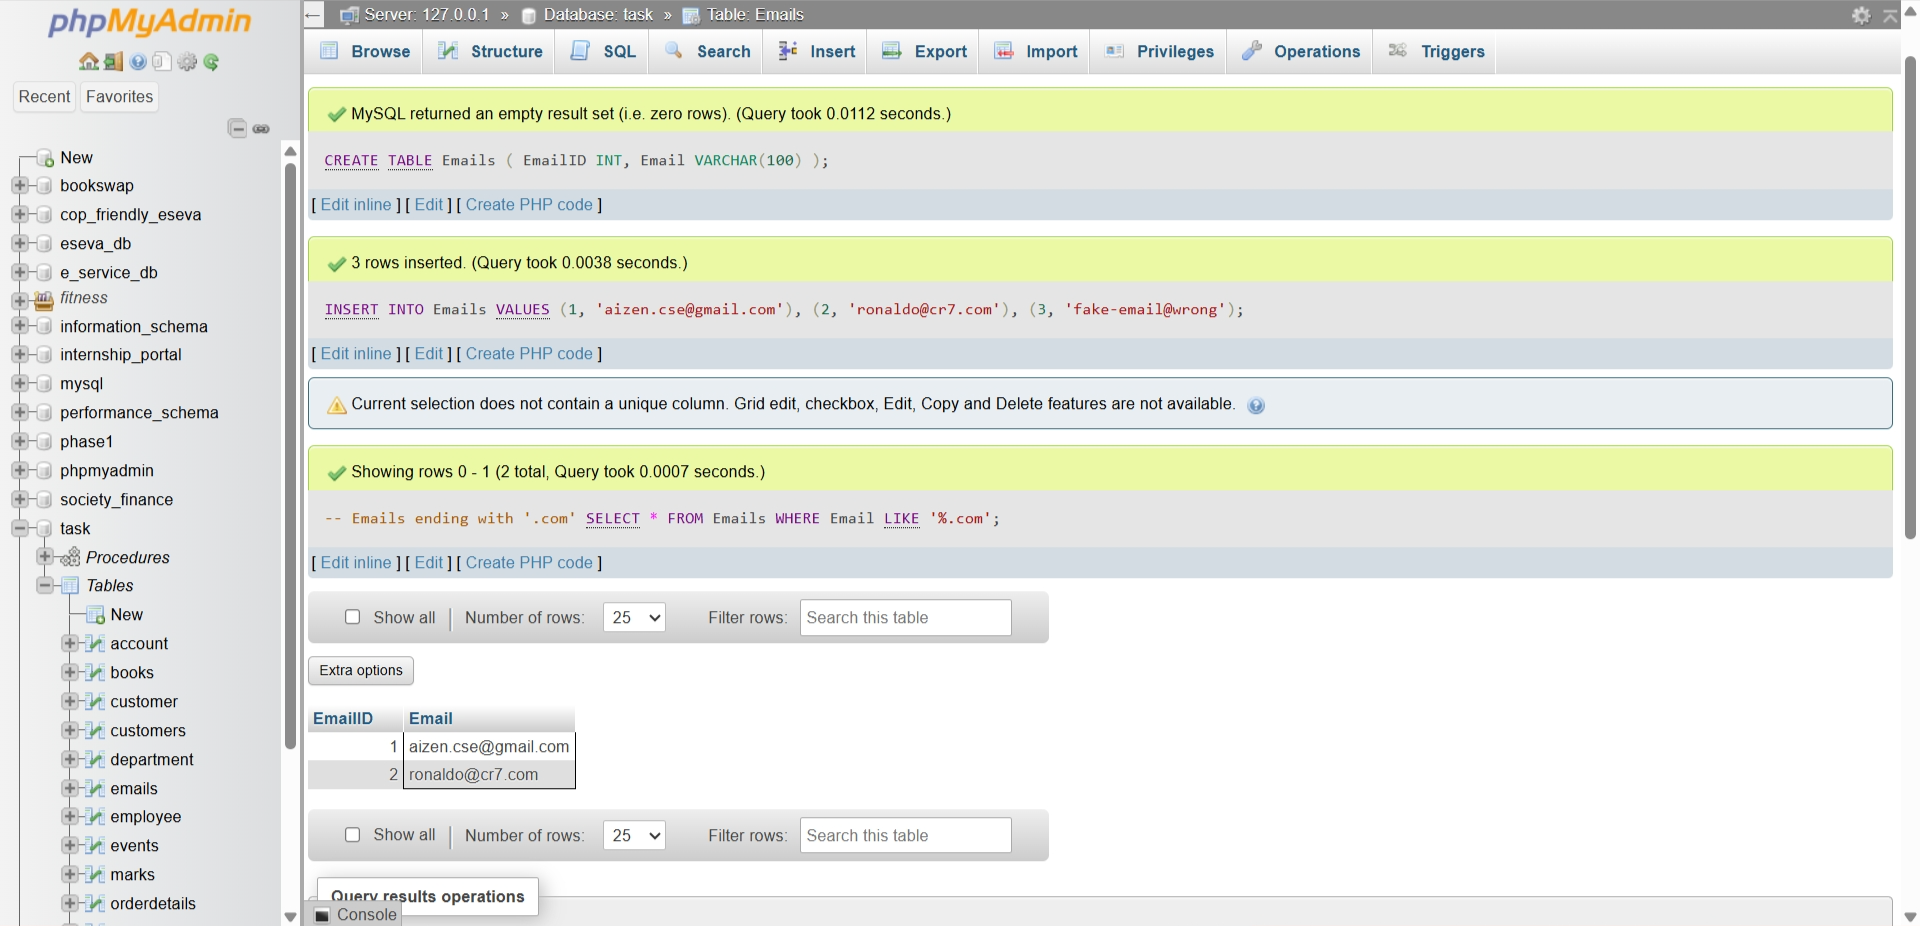 phpMyAdmin
Recent
Favorites
New
bookswap
cop_friendly_eseva
eseva_db
e_service_db
fitness
information_schema
internship_portal
mysql
performance_schema
phase1
phpmyadmin
society_finance
task
Procedures
Tables
New
account
books
customer
customers
department
emails
employee
events
marks
orderdetails
Server: 127.0.0.1 » Database: task » Table: Emails
Browse Structure SQL Search Insert Export Import Privileges Operations Triggers
MySQL returned an empty result set (i.e. zero rows). (Query took 0.0112 seconds.)
CREATE TABLE Emails ( EmailID INT, Email VARCHAR(100) );
[ Edit inline ] [ Edit ] [ Create PHP code ]
3 rows inserted. (Query took 0.0038 seconds.)
INSERT INTO Emails VALUES (1, 'aizen.cse@gmail.com'), (2, 'ronaldo@cr7.com'), (3, 'fake-email@wrong');
[ Edit inline ] [ Edit ] [ Create PHP code ]
Current selection does not contain a unique column. Grid edit, checkbox, Edit, Copy and Delete features are not available.
Showing rows 0 - 1 (2 total, Query took 0.0007 seconds.)
-- Emails ending with '.com' SELECT * FROM Emails WHERE Email LIKE '%.com';
[ Edit inline ] [ Edit ] [ Create PHP code ]
Show all Number of rows: 25 Filter rows: Search this table
Extra options
EmailID Email
1 aizen.cse@gmail.com
2 ronaldo@cr7.com
Show all Number of rows: 25 Filter rows: Search this table
Query results operations
Console